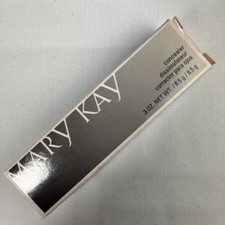 MARY KAY
concealer
dissimulateur
corrector para ojos
.3 OZ. NET WT. / 8.5 g / 8,5 g